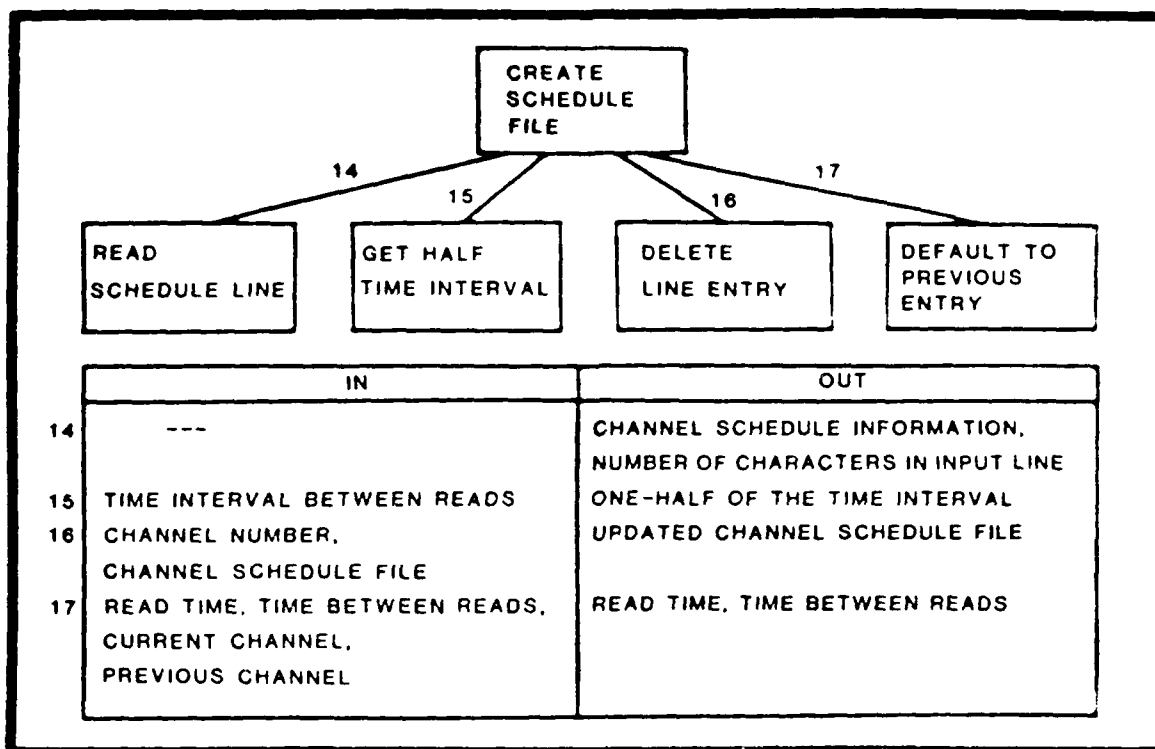 CREATE
SCHEDULE
FILE
14
15
16
17
READ
SCHEDULE LINE
GET HALF
TIME INTERVAL
DELETE
LINE ENTRY
DEFAULT TO
PREVIOUS
ENTRY
IN OUT
14 --- CHANNEL SCHEDULE INFORMATION,
NUMBER OF CHARACTERS IN INPUT LINE
15 TIME INTERVAL BETWEEN READS ONE-HALF OF THE TIME INTERVAL
16 CHANNEL NUMBER, UPDATED CHANNEL SCHEDULE FILE
CHANNEL SCHEDULE FILE
17 READ TIME, TIME BETWEEN READS, READ TIME, TIME BETWEEN READS
CURRENT CHANNEL,
PREVIOUS CHANNEL